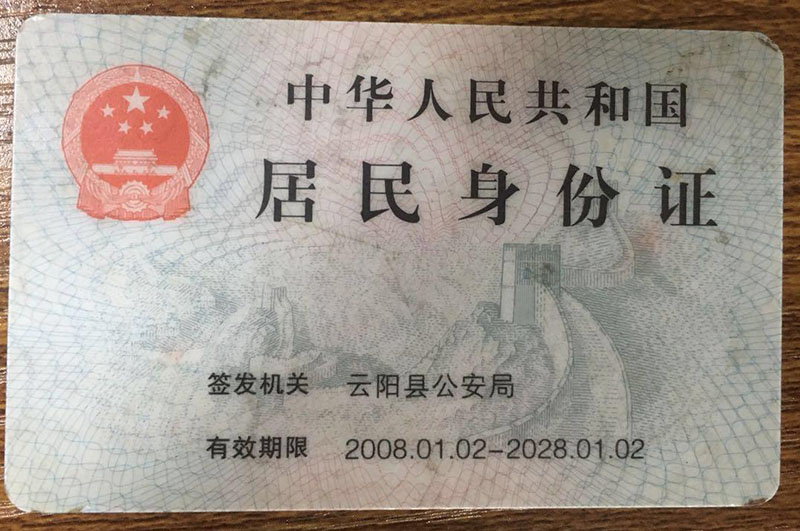 中华人民共和国
居民身份证
签发机关 云阳县公安局
有效期限 2008.01.02-2028.01.02